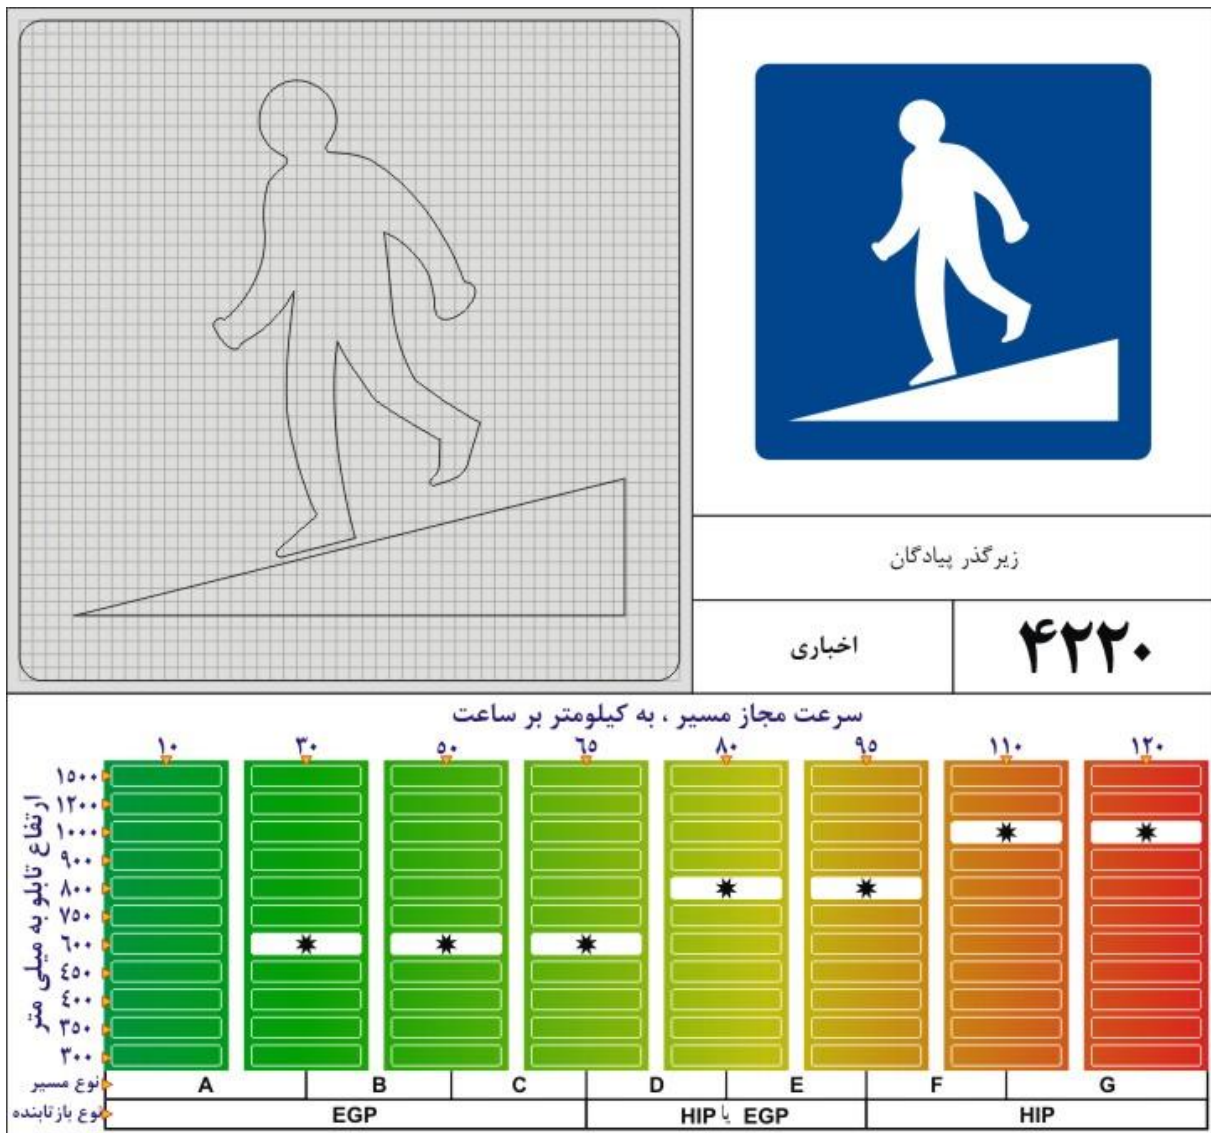 زیرگذر پیادگان
اخباری
۴۲۲۰
سرعت مجاز مسیر ، به کیلومتر بر ساعت
۱۰ ۳۰ ۵۰ ۶۵ ۸۰ ۹۵ ۱۱۰ ۱۲۰
ارتفاع تابلو به میلی متر
۱۵۰۰
۱۲۰۰
۱۰۰۰
۹۰۰
۸۰۰
۷۵۰
۶۰۰
۴۵۰
۴۰۰
۳۵۰
۳۰۰
نوع مسیر
A B C D E F G
نوع بازتابنده
EGP
HIP یا EGP
HIP